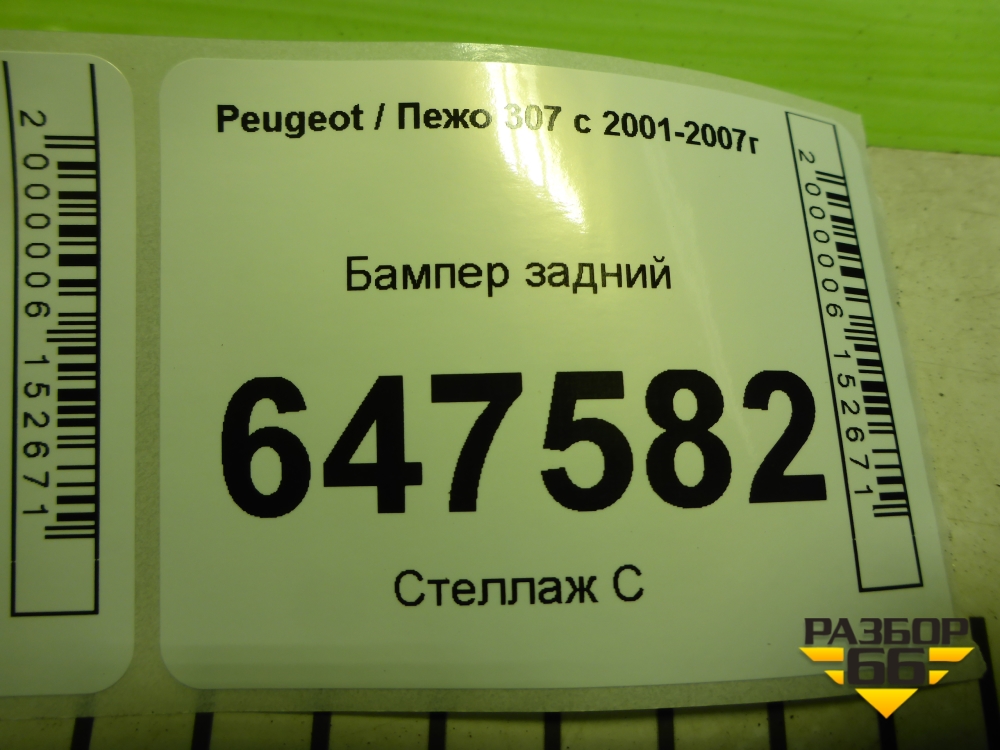 Peugeot / Пежо 307 с 2001-2007г
Бампер задний
647582
Стеллаж С
2000006152671
2000006152671
РАЗБОР
66